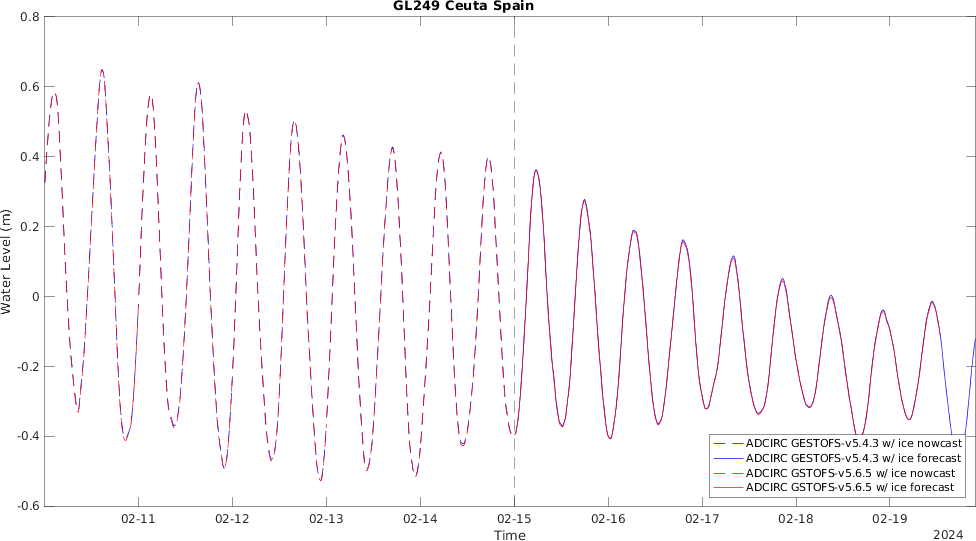 GL249 Ceuta Spain
0.8
0.6
0.4
0.2
0
-0.2
-0.4
-0.6
Water Level (m)
ADCIRC GESTOFS-v5.4.3 w/ ice nowcast
ADCIRC GESTOFS-v5.4.3 w/ ice forecast
ADCIRC GSTOFS-v5.6.5 w/ ice nowcast
ADCIRC GSTOFS-v5.6.5 w/ ice forecast
02-11 02-12 02-13 02-14 02-15 02-16 02-17 02-18 02-19
Time
2024